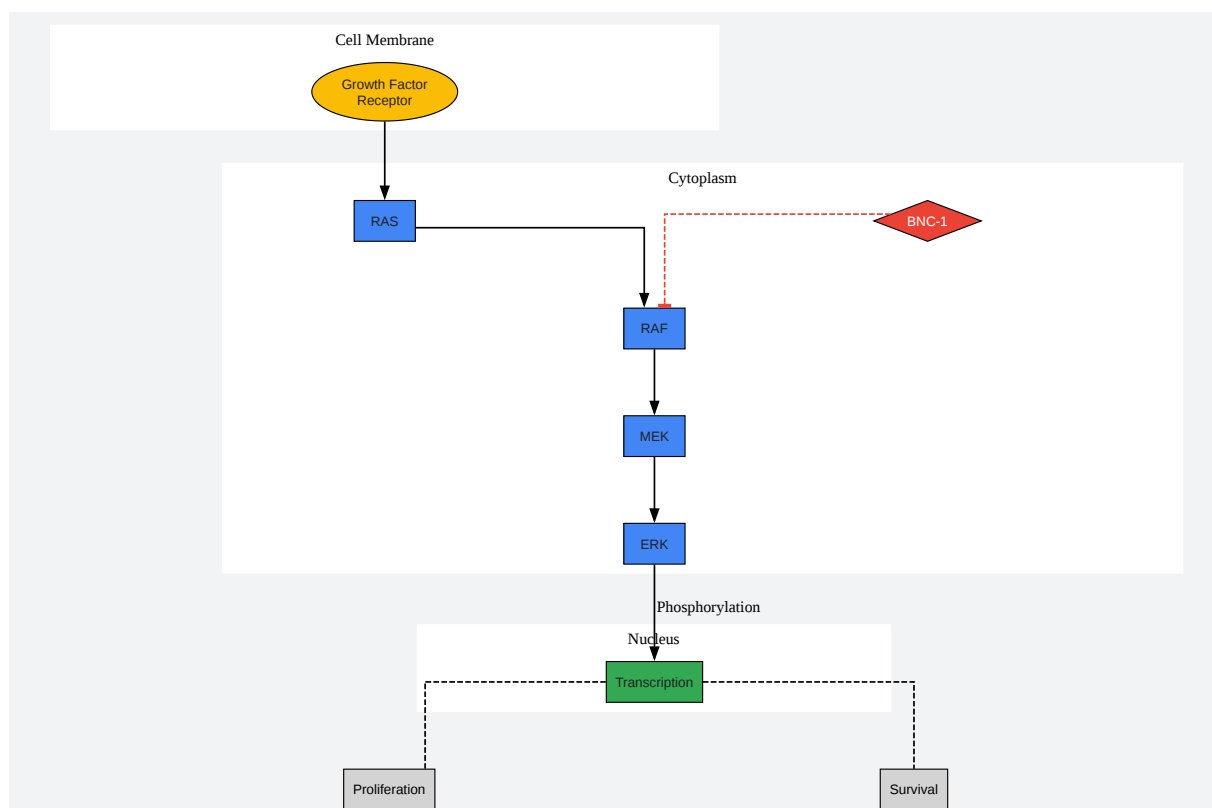 Cell Membrane
Growth Factor
Receptor
Cytoplasm
RAS
BNC-1
RAF
MEK
ERK
Phosphorylation
Nucleus
Transcription
Proliferation
Survival